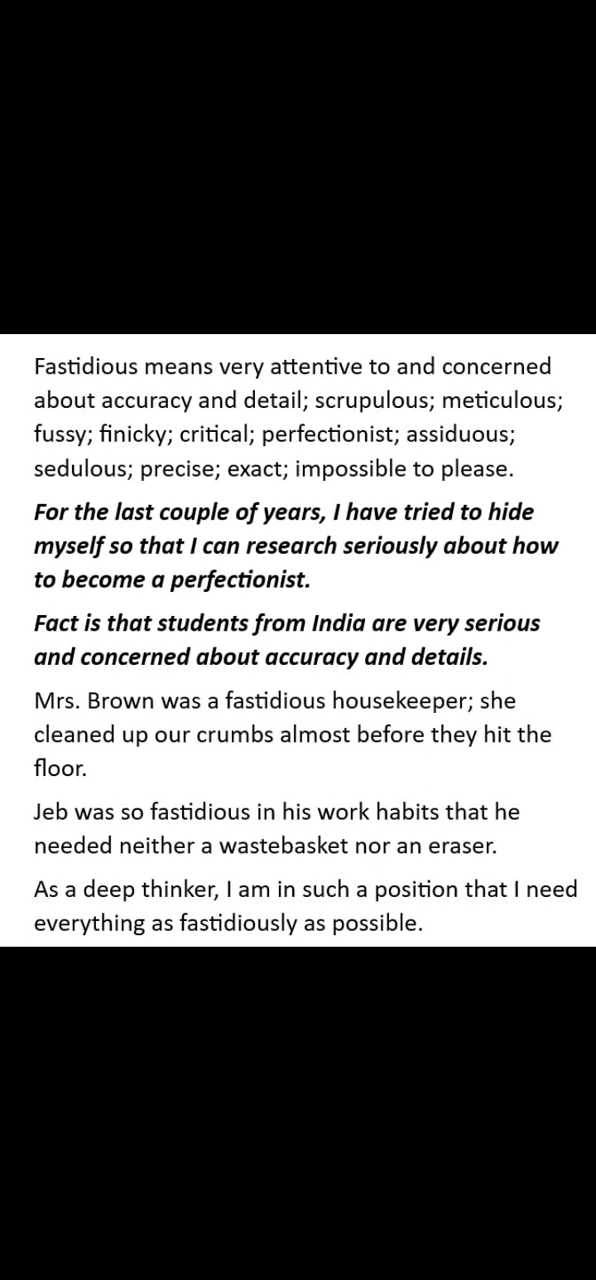 Fastidious means very attentive to and concerned
about accuracy and detail; scrupulous; meticulous;
fussy; finicky; critical; perfectionist; assiduous;
sedulous; precise; exact; impossible to please.
For the last couple of years, I have tried to hide
myself so that I can research seriously about how
to become a perfectionist.
Fact is that students from India are very serious
and concerned about accuracy and details.
Mrs. Brown was a fastidious housekeeper; she
cleaned up our crumbs almost before they hit the
floor.
Jeb was so fastidious in his work habits that he
needed neither a wastebasket nor an eraser.
As a deep thinker, I am in such a position that I need
everything as fastidiously as possible.